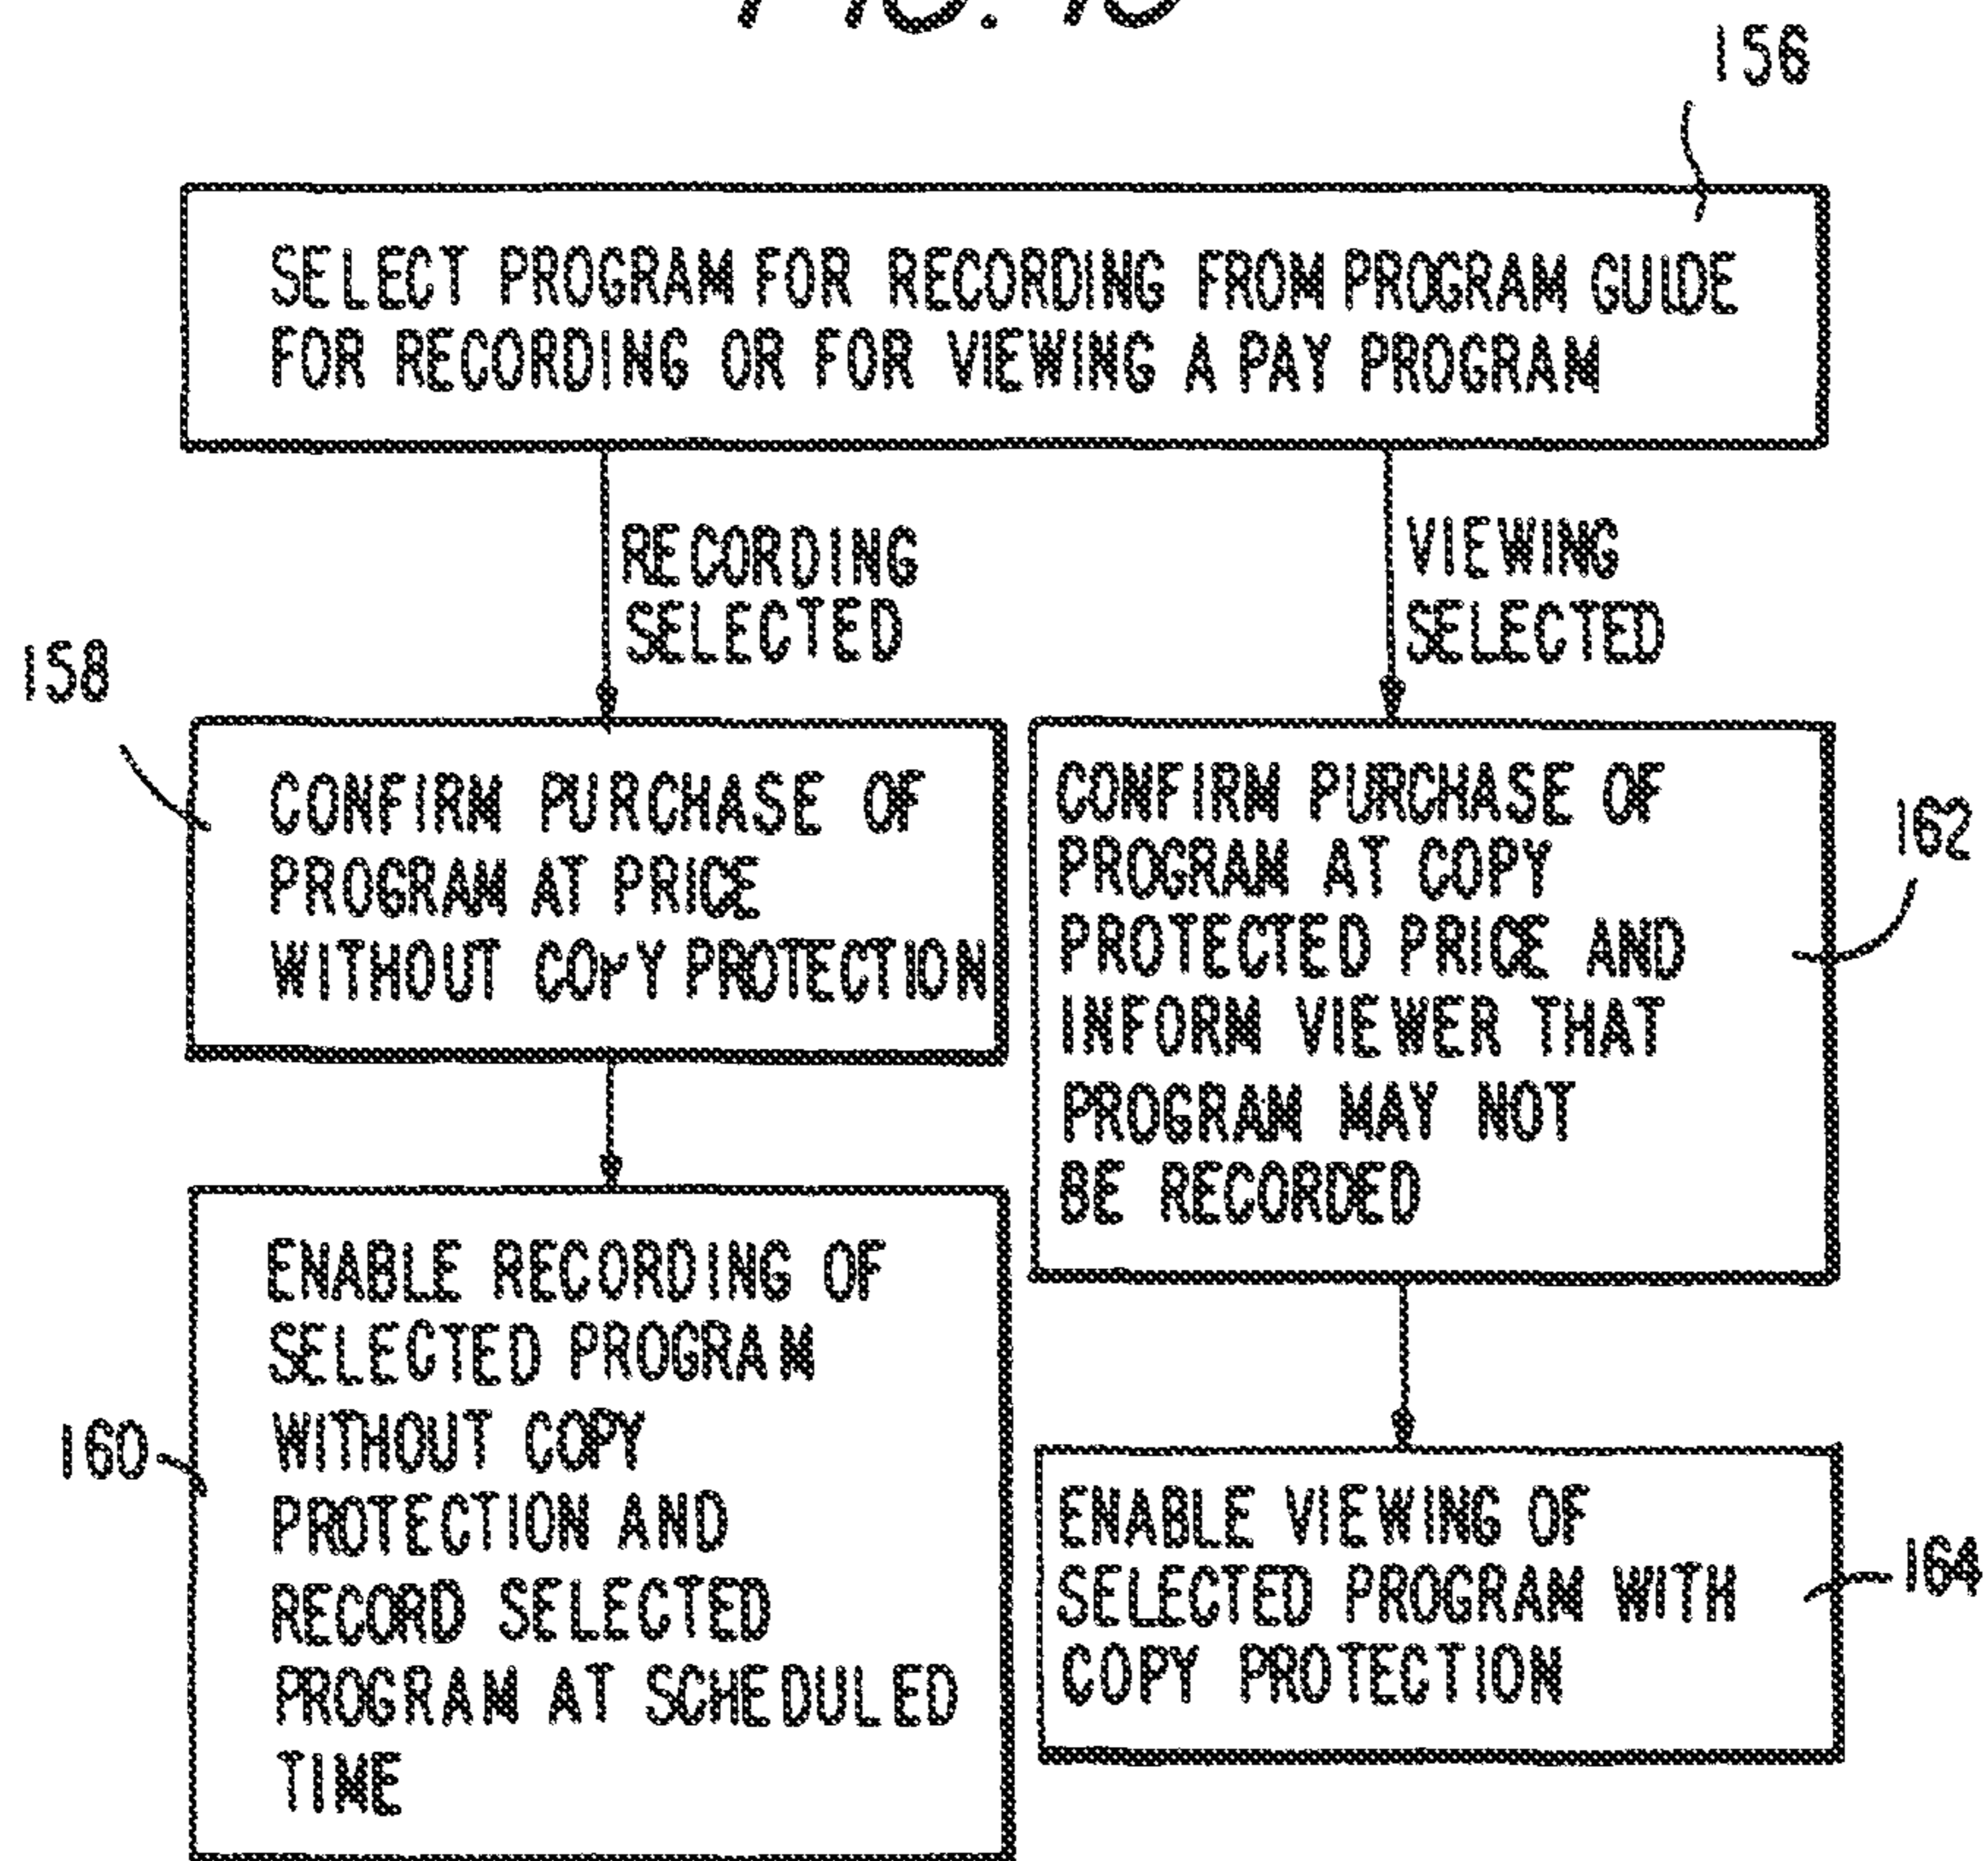 156
SELECT PROGRAM FOR RECORDING FROM PROGRAM GUIDE
FOR RECORDING OR FOR VIEWING A PAY PROGRAM
RECORDING
SELECTED
VIEWING
SELECTED
158
CONFIRM PURCHASE OF
PROGRAM AT PRICE
WITHOUT COPY PROTECTION
CONFIRM PURCHASE OF
PROGRAM AT COPY
PROTECTED PRICE AND
INFORM VIEWER THAT
PROGRAM MAY NOT
BE RECORDED
162
160
ENABLE RECORDING OF
SELECTED PROGRAM
WITHOUT COPY
PROTECTION AND
RECORD SELECTED
PROGRAM AT SCHEDULED
TIME
ENABLE VIEWING OF
SELECTED PROGRAM WITH
COPY PROTECTION
164